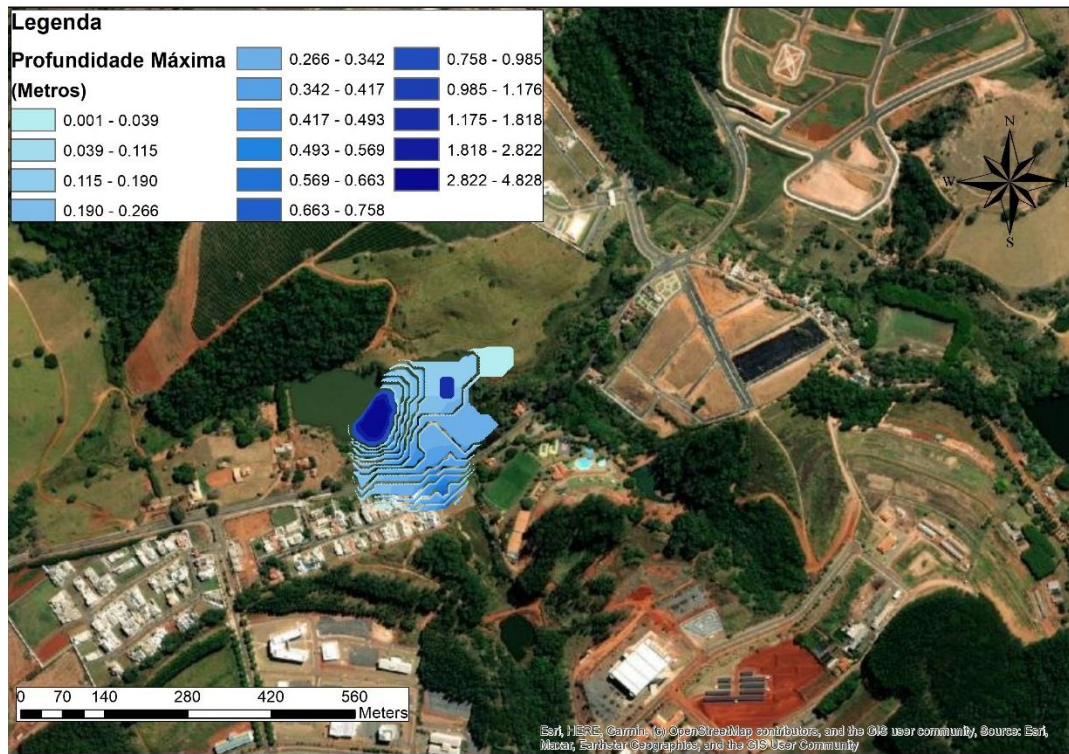 Legenda
Profundidade Máxima
(Metros)
0.001 - 0.039
0.039 - 0.115
0.115 - 0.190
0.190 - 0.266
0.266 - 0.342
0.342 - 0.417
0.417 - 0.493
0.493 - 0.569
0.569 - 0.663
0.663 - 0.758
0.758 - 0.985
0.985 - 1.176
1.175 - 1.818
1.818 - 2.822
2.822 - 4.828
N
W
E
S
0 70 140 280 420 560
Meters
Esri, HERE, Garmin, (c) OpenStreetMap contributors, and the GIS user community, Source: Esri,
Maxar, Earthstar Geographics, and the GIS User Community